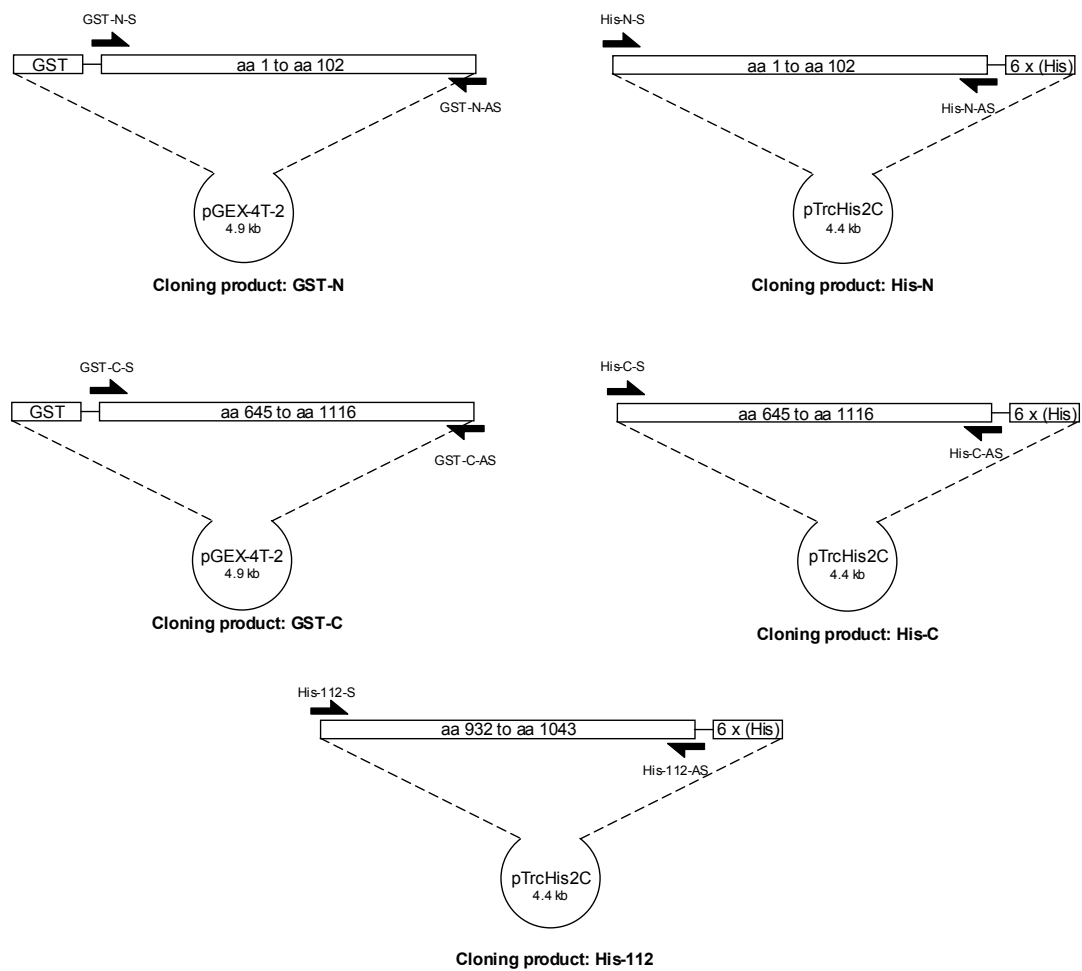 GST-N-S
GST
aa 1 to aa 102
GST-N-AS
pGEX-4T-2
4.9 kb
Cloning product: GST-N
His-N-S
aa 1 to aa 102
6 x (His)
His-N-AS
pTrcHis2C
4.4 kb
Cloning product: His-N
GST-C-S
GST
aa 645 to aa 1116
GST-C-AS
pGEX-4T-2
4.9 kb
Cloning product: GST-C
His-C-S
aa 645 to aa 1116
6 x (His)
His-C-AS
pTrcHis2C
4.4 kb
Cloning product: His-C
His-112-S
aa 932 to aa 1043
6 x (His)
His-112-AS
pTrcHis2C
4.4 kb
Cloning product: His-112